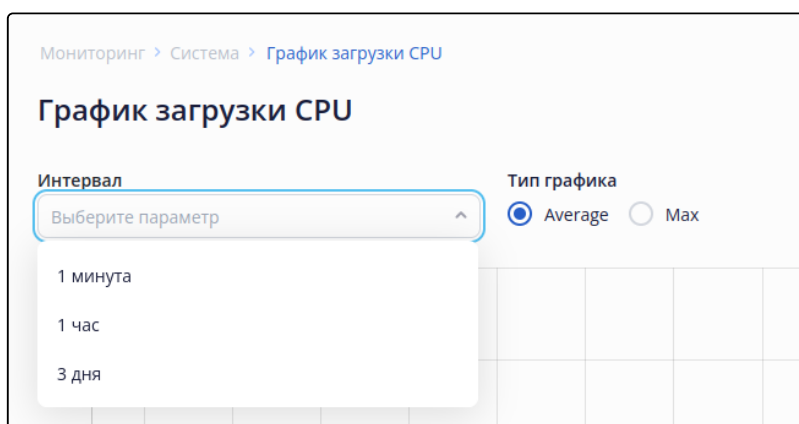 Мониторинг > Система > График загрузки CPU
График загрузки CPU
Интервал
Тип графика
Выберите параметр
Average
Max
1 минута
1 час
3 дня